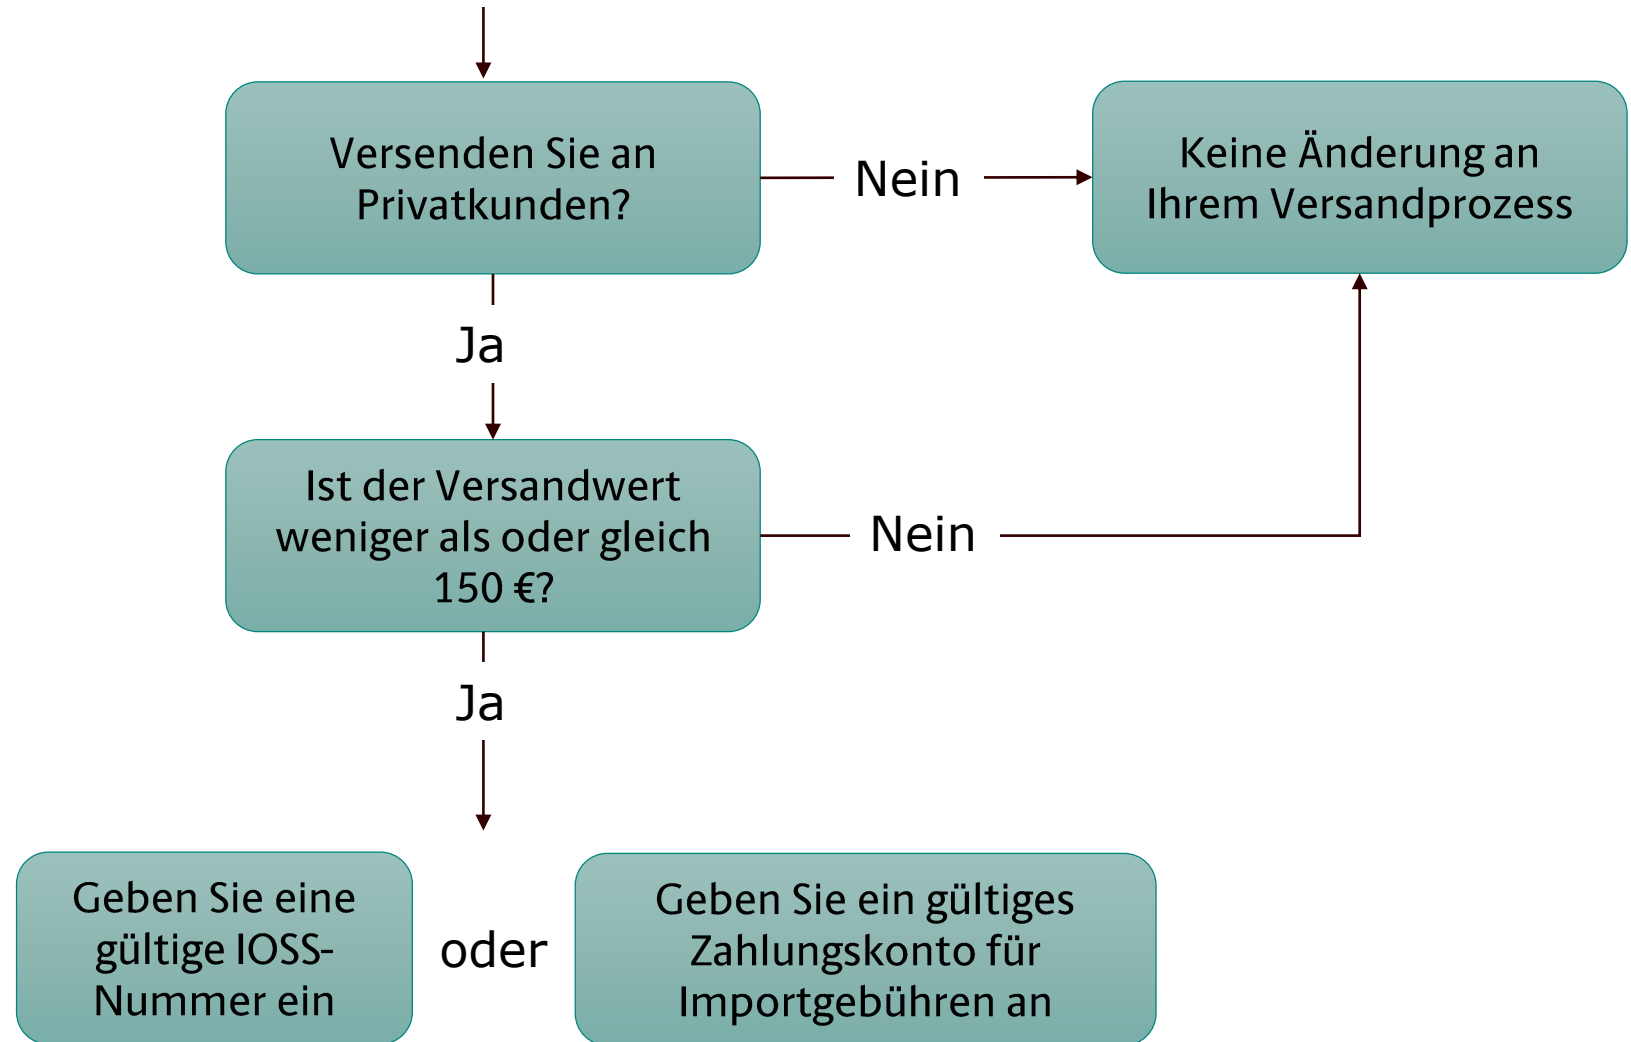 Versenden Sie an
Privatkunden?
Nein
Keine Änderung an
Ihrem Versandprozess
Ja
Ist der Versandwert
weniger als oder gleich
150 €?
Nein
Ja
Geben Sie eine
gültige IOSS-
Nummer ein
oder
Geben Sie ein gültiges
Zahlungskonto für
Importgebühren an